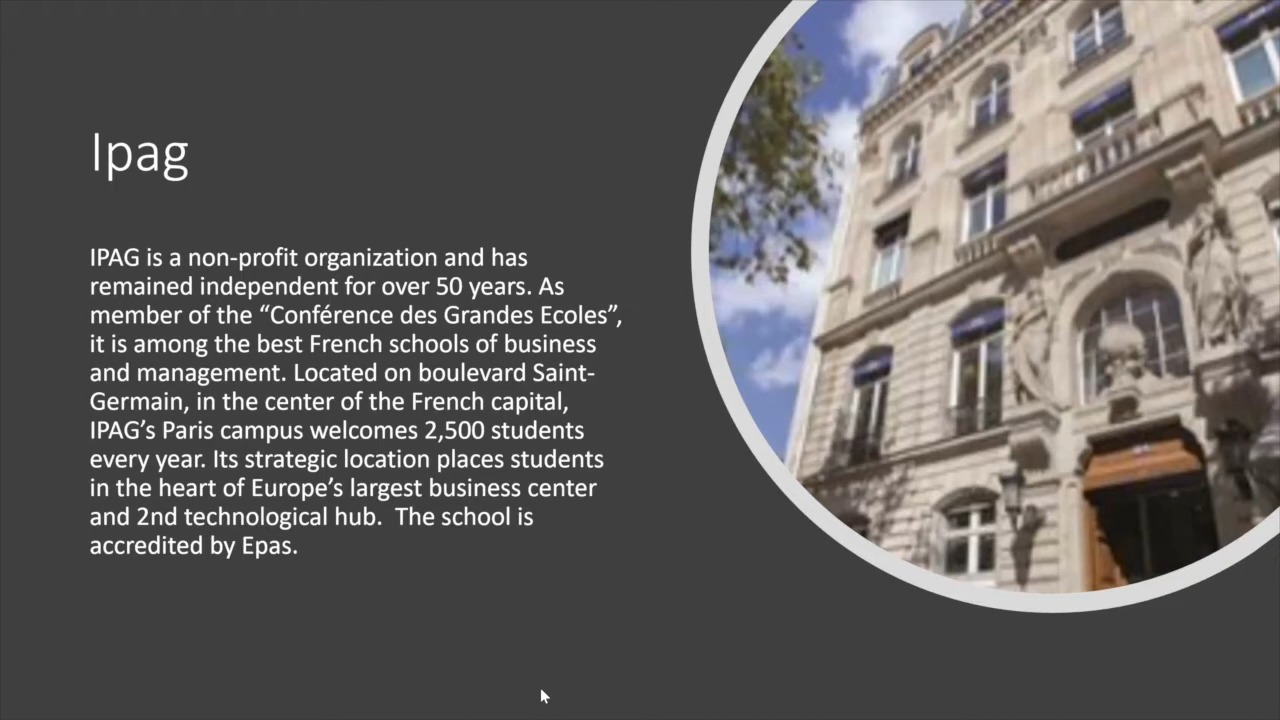 Ipag
IPAG is a non-profit organization and has
remained independent for over 50 years. As
member of the “Conférence des Grandes Ecoles”,
it is among the best French schools of business
and management. Located on boulevard Saint-
Germain, in the center of the French capital,
IPAG’s Paris campus welcomes 2,500 students
every year. Its strategic location places students
in the heart of Europe’s largest business center
and 2nd technological hub.  The school is
accredited by Epas.